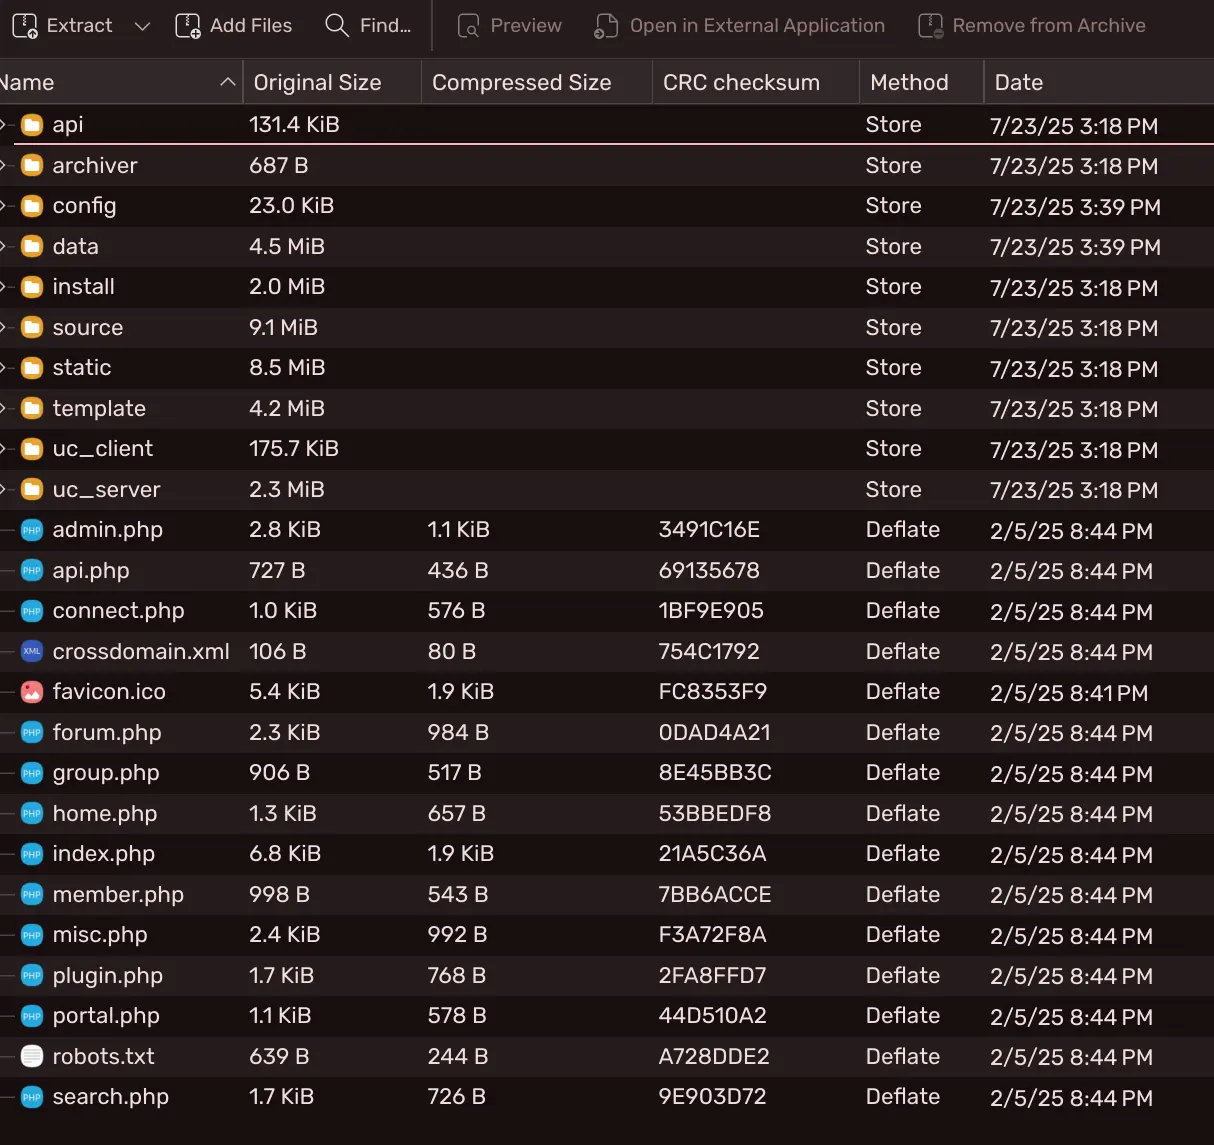 Extract Add Files Find... Preview Open in External Application Remove from Archive
Name Original Size Compressed Size CRC checksum Method Date
api 131.4 KiB Store 7/23/25 3:18 PM
archiver 687 B Store 7/23/25 3:18 PM
config 23.0 KiB Store 7/23/25 3:39 PM
data 4.5 MiB Store 7/23/25 3:39 PM
install 2.0 MiB Store 7/23/25 3:18 PM
source 9.1 MiB Store 7/23/25 3:18 PM
static 8.5 MiB Store 7/23/25 3:18 PM
template 4.2 MiB Store 7/23/25 3:18 PM
uc_client 175.7 KiB Store 7/23/25 3:18 PM
uc_server 2.3 MiB Store 7/23/25 3:18 PM
PHP admin.php 2.8 KiB 1.1 KiB 3491C16E Deflate 2/5/25 8:44 PM
PHP api.php 727 B 436 B 69135678 Deflate 2/5/25 8:44 PM
PHP connect.php 1.0 KiB 576 B 1BF9E905 Deflate 2/5/25 8:44 PM
XML crossdomain.xml 106 B 80 B 754C1792 Deflate 2/5/25 8:44 PM
favicon.ico 5.4 KiB 1.9 KiB FC8353F9 Deflate 2/5/25 8:41 PM
PHP forum.php 2.3 KiB 984 B 0DAD4A21 Deflate 2/5/25 8:44 PM
PHP group.php 906 B 517 B 8E45BB3C Deflate 2/5/25 8:44 PM
PHP home.php 1.3 KiB 657 B 53BBEDF8 Deflate 2/5/25 8:44 PM
PHP index.php 6.8 KiB 1.9 KiB 21A5C36A Deflate 2/5/25 8:44 PM
PHP member.php 998 B 543 B 7BB6ACCE Deflate 2/5/25 8:44 PM
PHP misc.php 2.4 KiB 992 B F3A72F8A Deflate 2/5/25 8:44 PM
PHP plugin.php 1.7 KiB 768 B 2FA8FFD7 Deflate 2/5/25 8:44 PM
PHP portal.php 1.1 KiB 578 B 44D510A2 Deflate 2/5/25 8:44 PM
robots.txt 639 B 244 B A728DDE2 Deflate 2/5/25 8:44 PM
PHP search.php 1.7 KiB 726 B 9E903D72 Deflate 2/5/25 8:44 PM